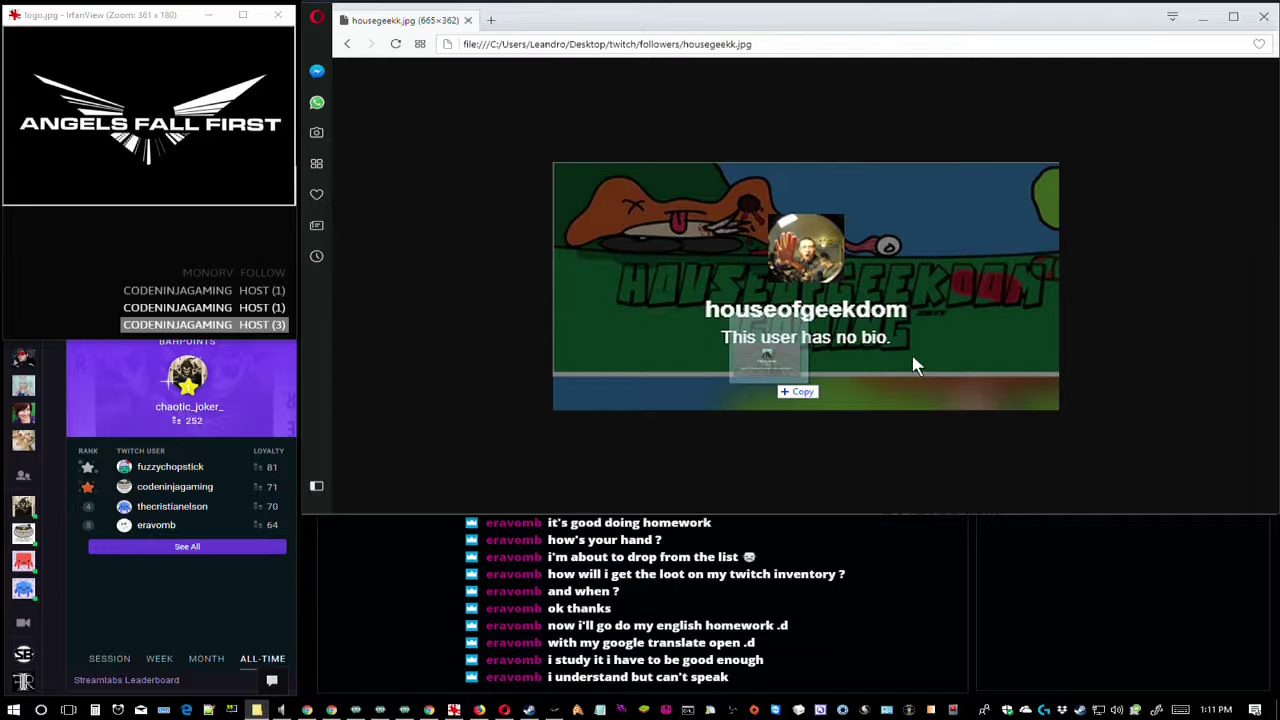 logo.jpg - IrfanView (Zoom: 361 x 180)
ANGELS FALL FIRST
MONORV FOLLOW
CODENINJAGAMING HOST (1)
CODENINJAGAMING HOST (1)
CODENINJAGAMING HOST (3)
BAHPOINTS
1
chaotic_joker_
252
RANK TWITCH USER LOYALTY
fuzzychopstick 81
codeninjagaming 71
4 thecristianelson 70
5 eravomb 64
See All
SESSION WEEK MONTH ALL-TIME
Streamlabs Leaderboard
housegeekk.jpg (665×362)
file:///C:/Users/Leandro/Desktop/twitch/followers/housegeekk.jpg
HOUSEOFGEEKDOM
houseofgeekdom
This user has no bio.
+ Copy
eravomb it's good doing homework
eravomb how's your hand ?
eravomb i'm about to drop from the list
eravomb how will i get the loot on my twitch inventory ?
eravomb and when ?
eravomb ok thanks
eravomb now i'll go do my english homework .d
eravomb with my google translate open .d
eravomb i study it i have to be good enough
eravomb i understand but can't speak
1:11 PM